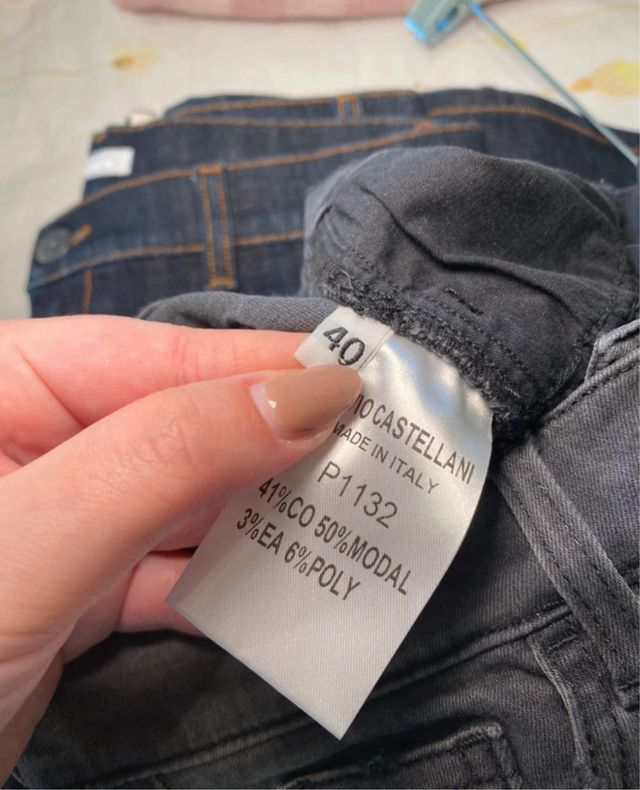 40
CASTELLANI
MADE IN ITALY
P1132
41%CO 50%MODAL
3%EA 6%POLY